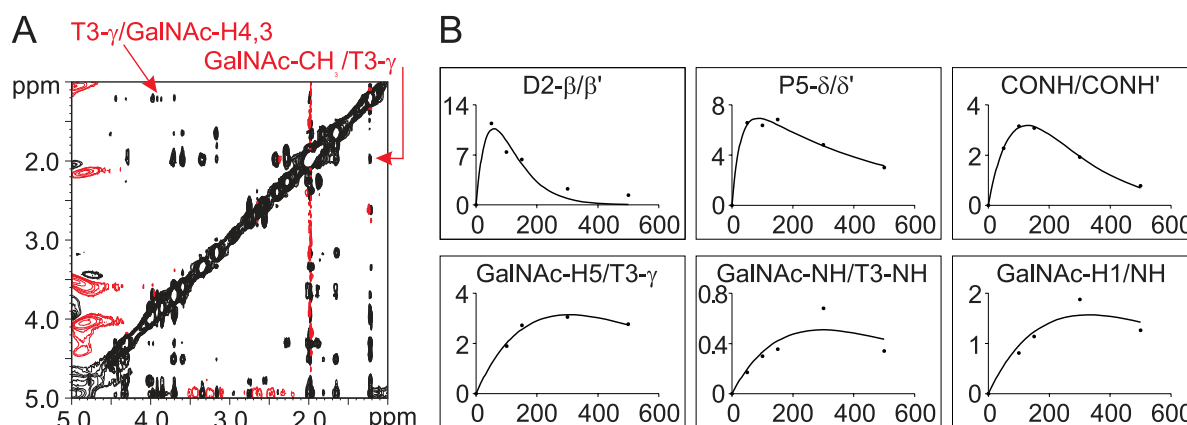 A
T3-γ/GalNAc-H4,3
GalNAc-CH3/T3-γ
ppm
2.0
3.0
4.0
5.0
5.0 4.0 3.0 2.0 ppm
B
D2-β/β' P5-δ/δ' CONH/CONH'
14 8 4
7 4 2
0 0 0
0 200 400 600 0 200 400 600 0 200 400 600
GalNAc-H5/T3-γ GalNAc-NH/T3-NH GalNAc-H1/NH
4 0.8 2
2 0.4 1
0 0 0
0 200 400 600 0 200 400 600 0 200 400 600